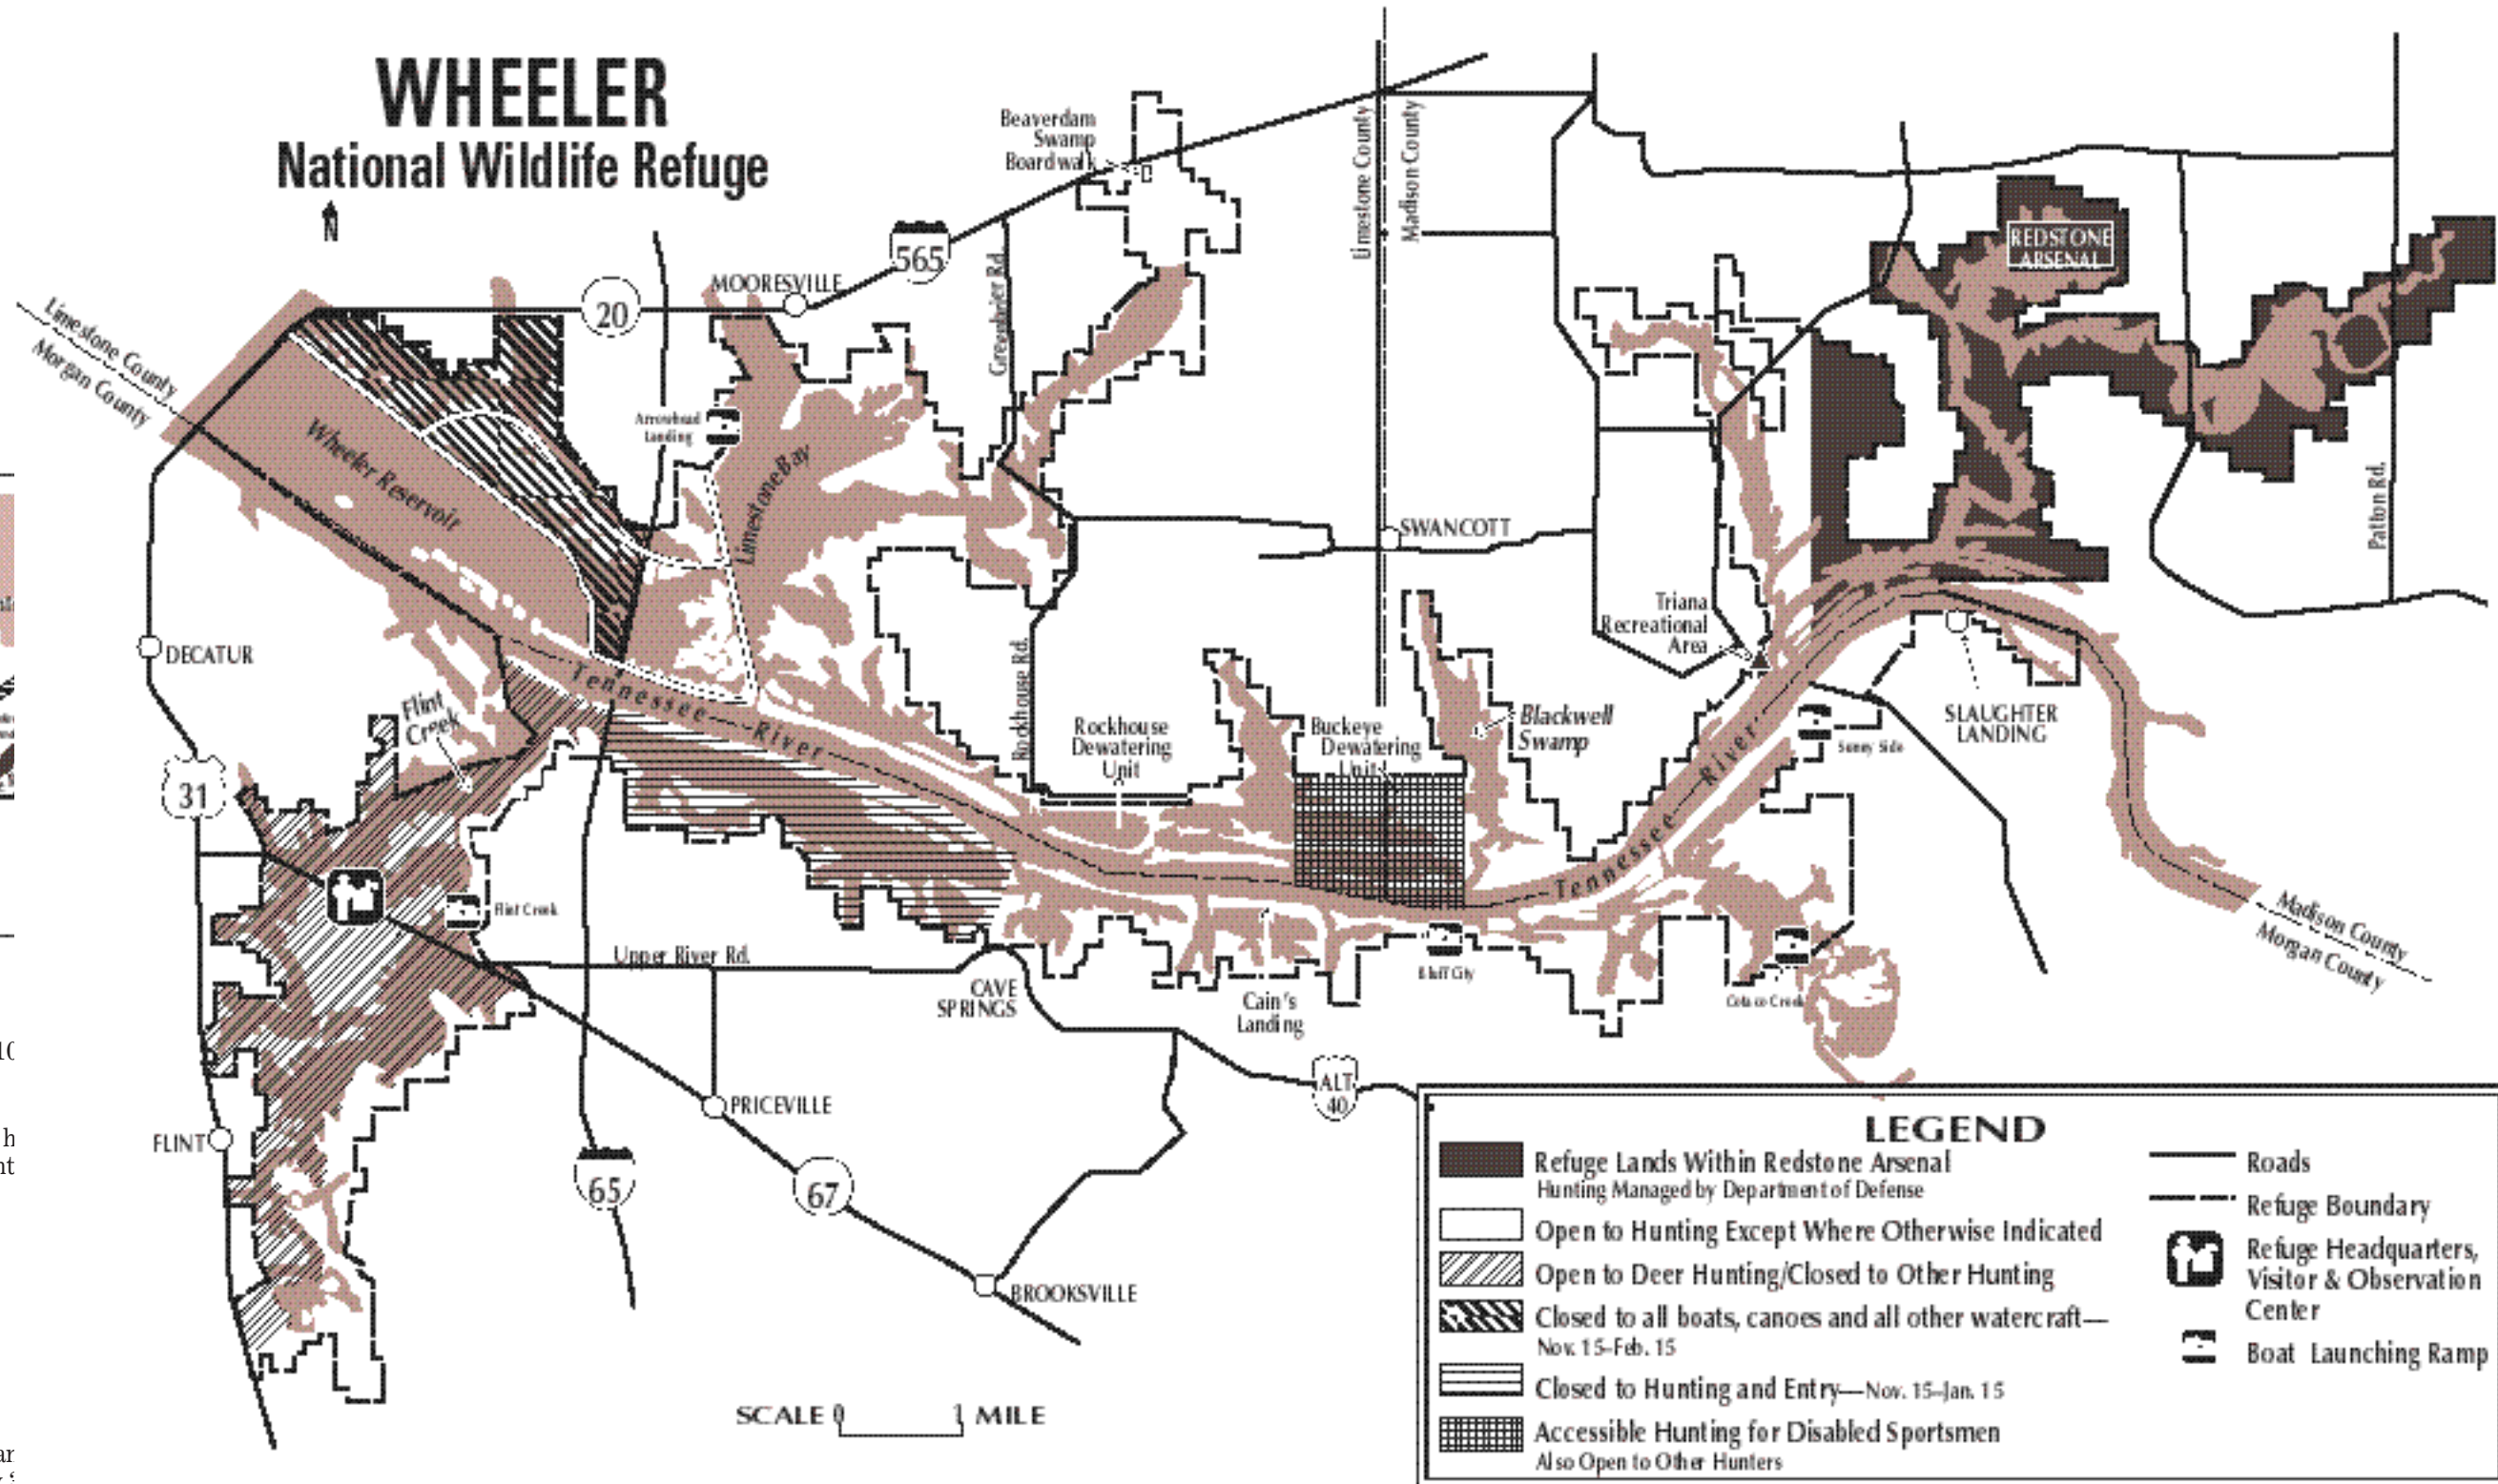 WHEELER
National Wildlife Refuge
N
Beaverdam
Swamp
Boardwalk
Limestone County
Madison County
REDSTONE
ARSENAL
565
MOORESVILLE
20
Greenbrier Rd.
Limestone County
Morgan County
Wheeler Reservoir
Arrowhead
Landing
Limestone Bay
SWANCOTT
Patton Rd.
DECATUR
Triana
Recreational
Area
Flint
Creek
Tennessee River
Rockhouse Rd.
Rockhouse
Dewatering
Unit
Buckeye
Dewatering
Unit
Blackwell
Swamp
SLAUGHTER
LANDING
Sunny Side
31
Tennessee River
Flint Creek
Upper River Rd.
CAVE
SPRINGS
Cain's
Landing
Bluff City
Cotaco Creek
Madison County
Morgan County
10
h
nt
ar
FLINT
PRICEVILLE
ALT
40
65
67
BROOKSVILLE
SCALE 0 1 MILE
LEGEND
Refuge Lands Within Redstone Arsenal
Hunting Managed by Department of Defense
Open to Hunting Except Where Otherwise Indicated
Open to Deer Hunting/Closed to Other Hunting
Closed to all boats, canoes and all other watercraft—
Nov. 15–Feb. 15
Closed to Hunting and Entry—Nov. 15–Jan. 15
Accessible Hunting for Disabled Sportsmen
Also Open to Other Hunters
Roads
Refuge Boundary
Refuge Headquarters,
Visitor & Observation
Center
Boat Launching Ramp